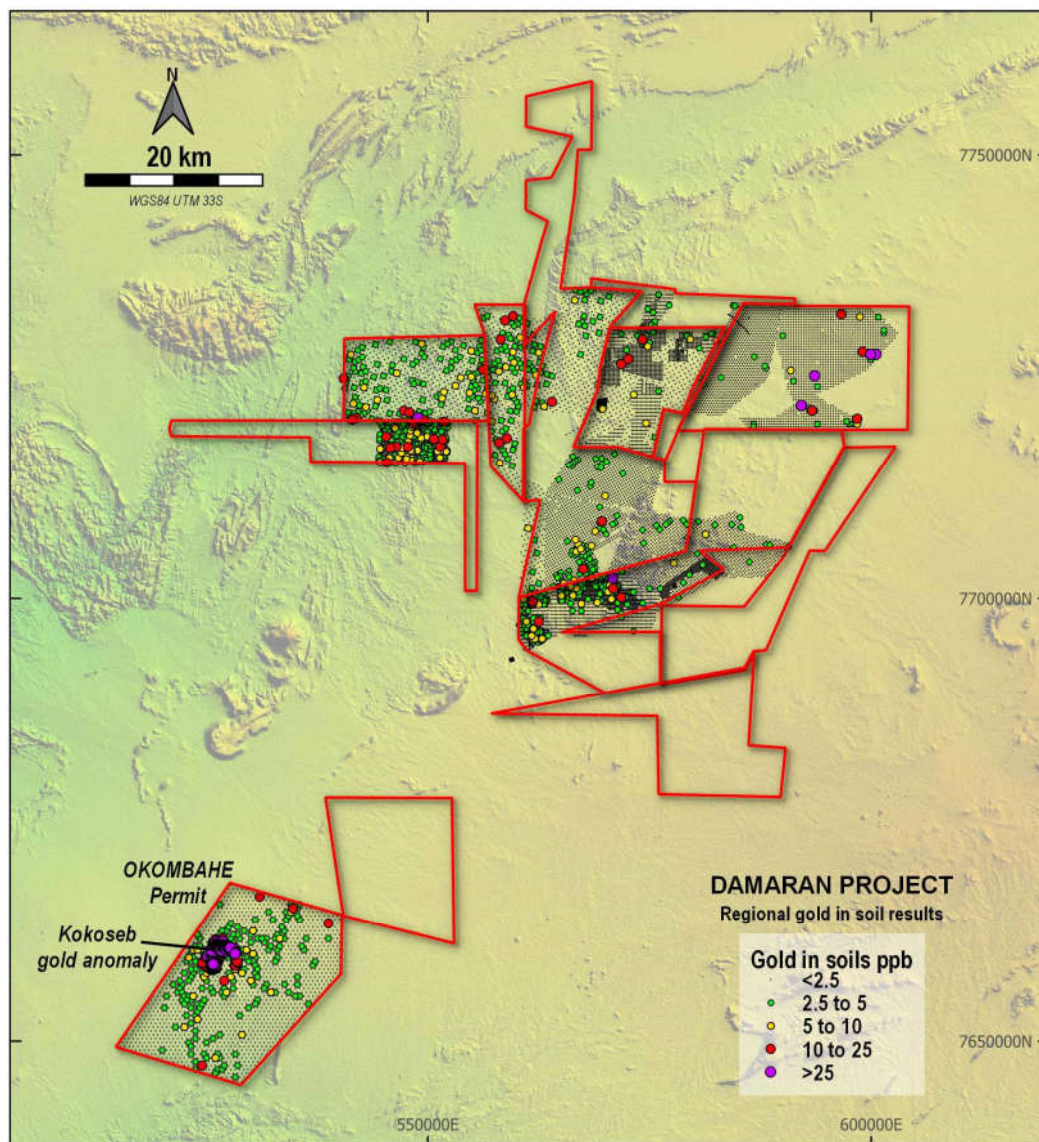 N
20 km
WGS84 UTM 33S
7750000N
7700000N
OKOMBAHE
Permit
Kokoseb
gold anomaly
DAMARAN PROJECT
Regional gold in soil results
Gold in soils ppb
<2.5
2.5 to 5
5 to 10
10 to 25
>25
7650000N
550000E
600000E